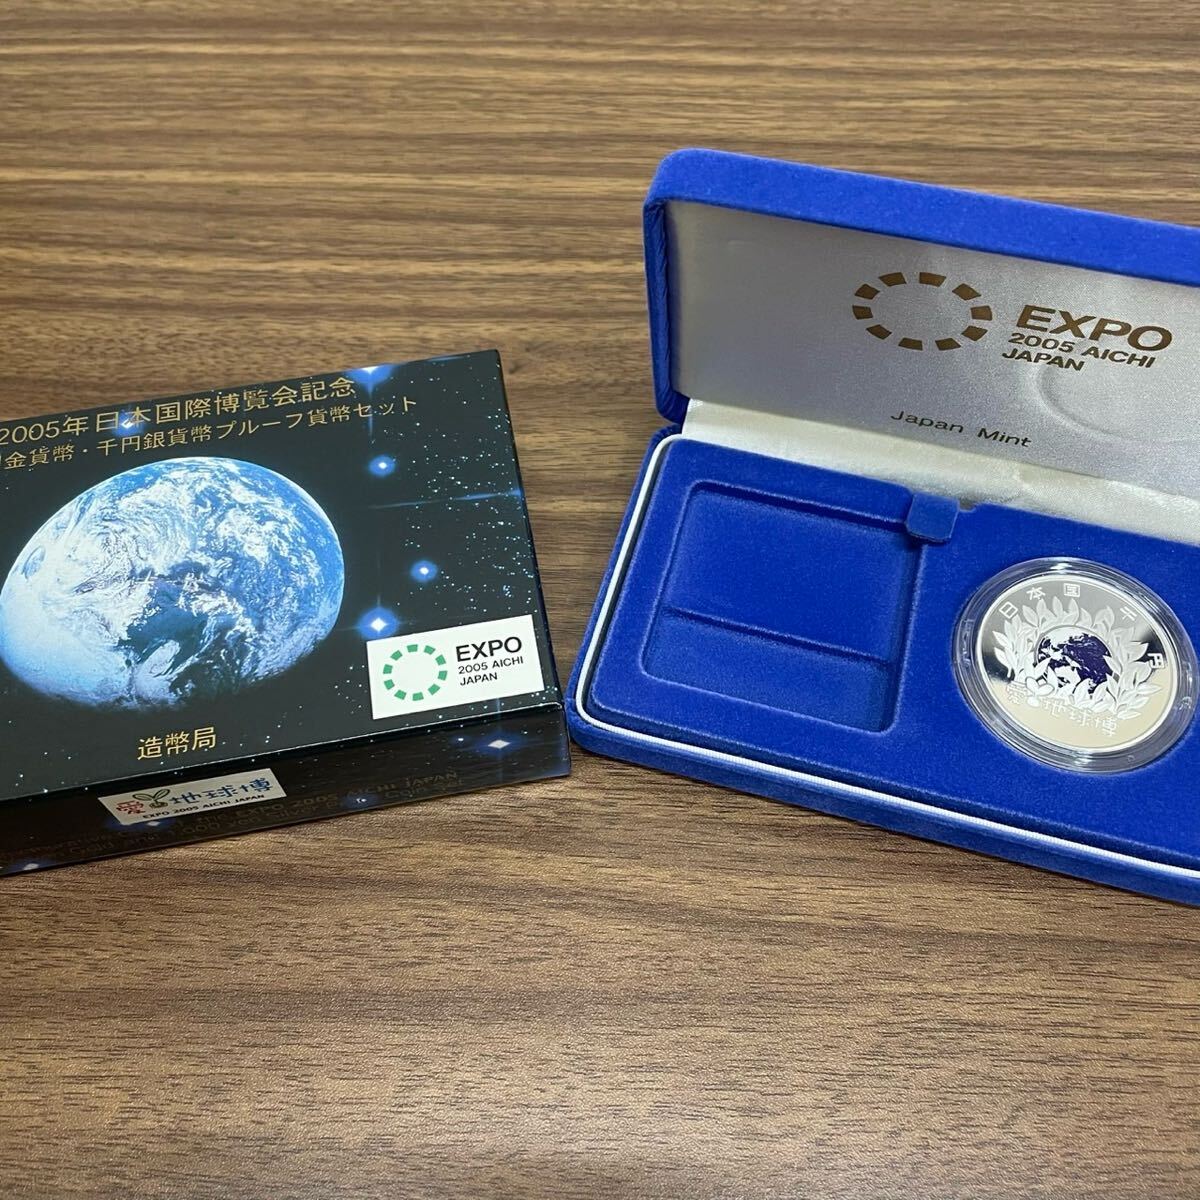 2005年日本国際博覧会記念
金貨幣・千円銀貨幣プルーフ貨幣セット
EXPO
2005 AICHI
JAPAN
造幣局
愛・地球博
EXPO 2005 AICHI JAPAN
EXPO
2005 AICHI
JAPAN
Japan Mint
日本国 千円
愛・地球博